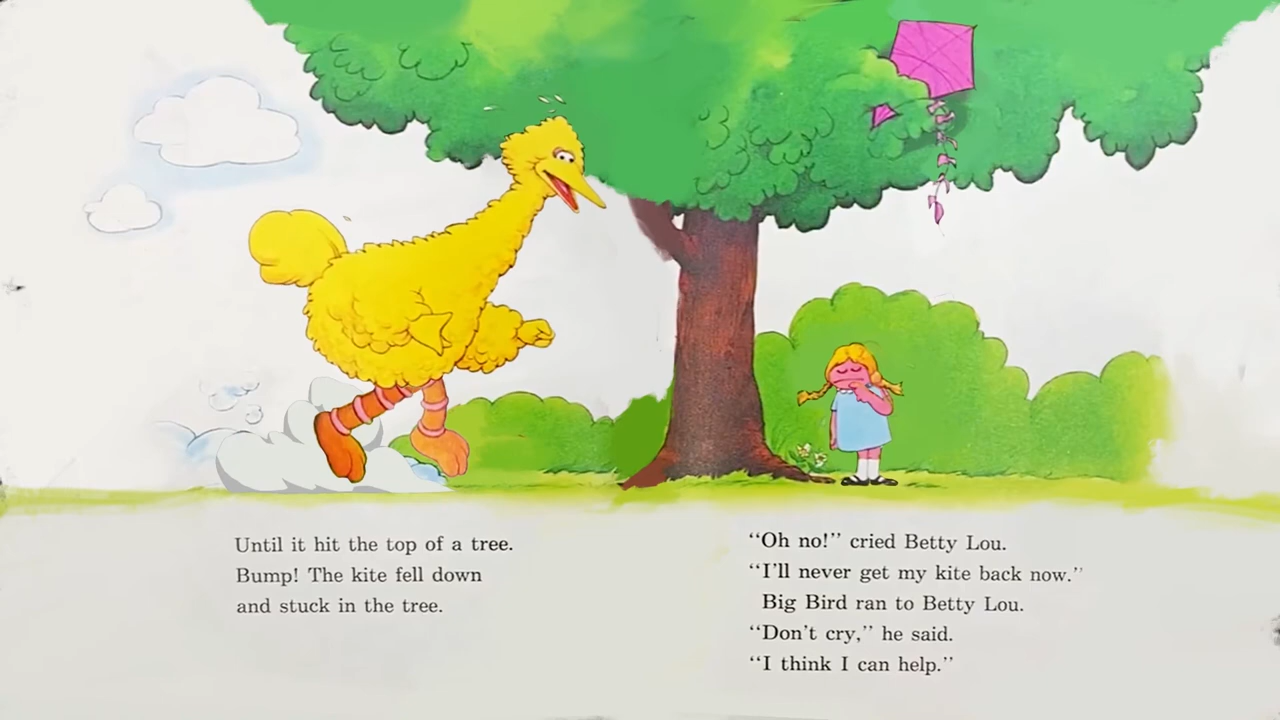 Until it hit the top of a tree.
Bump! The kite fell down
and stuck in the tree.
“Oh no!” cried Betty Lou.
“I’ll never get my kite back now.”
Big Bird ran to Betty Lou.
“Don’t cry,” he said.
“I think I can help.”